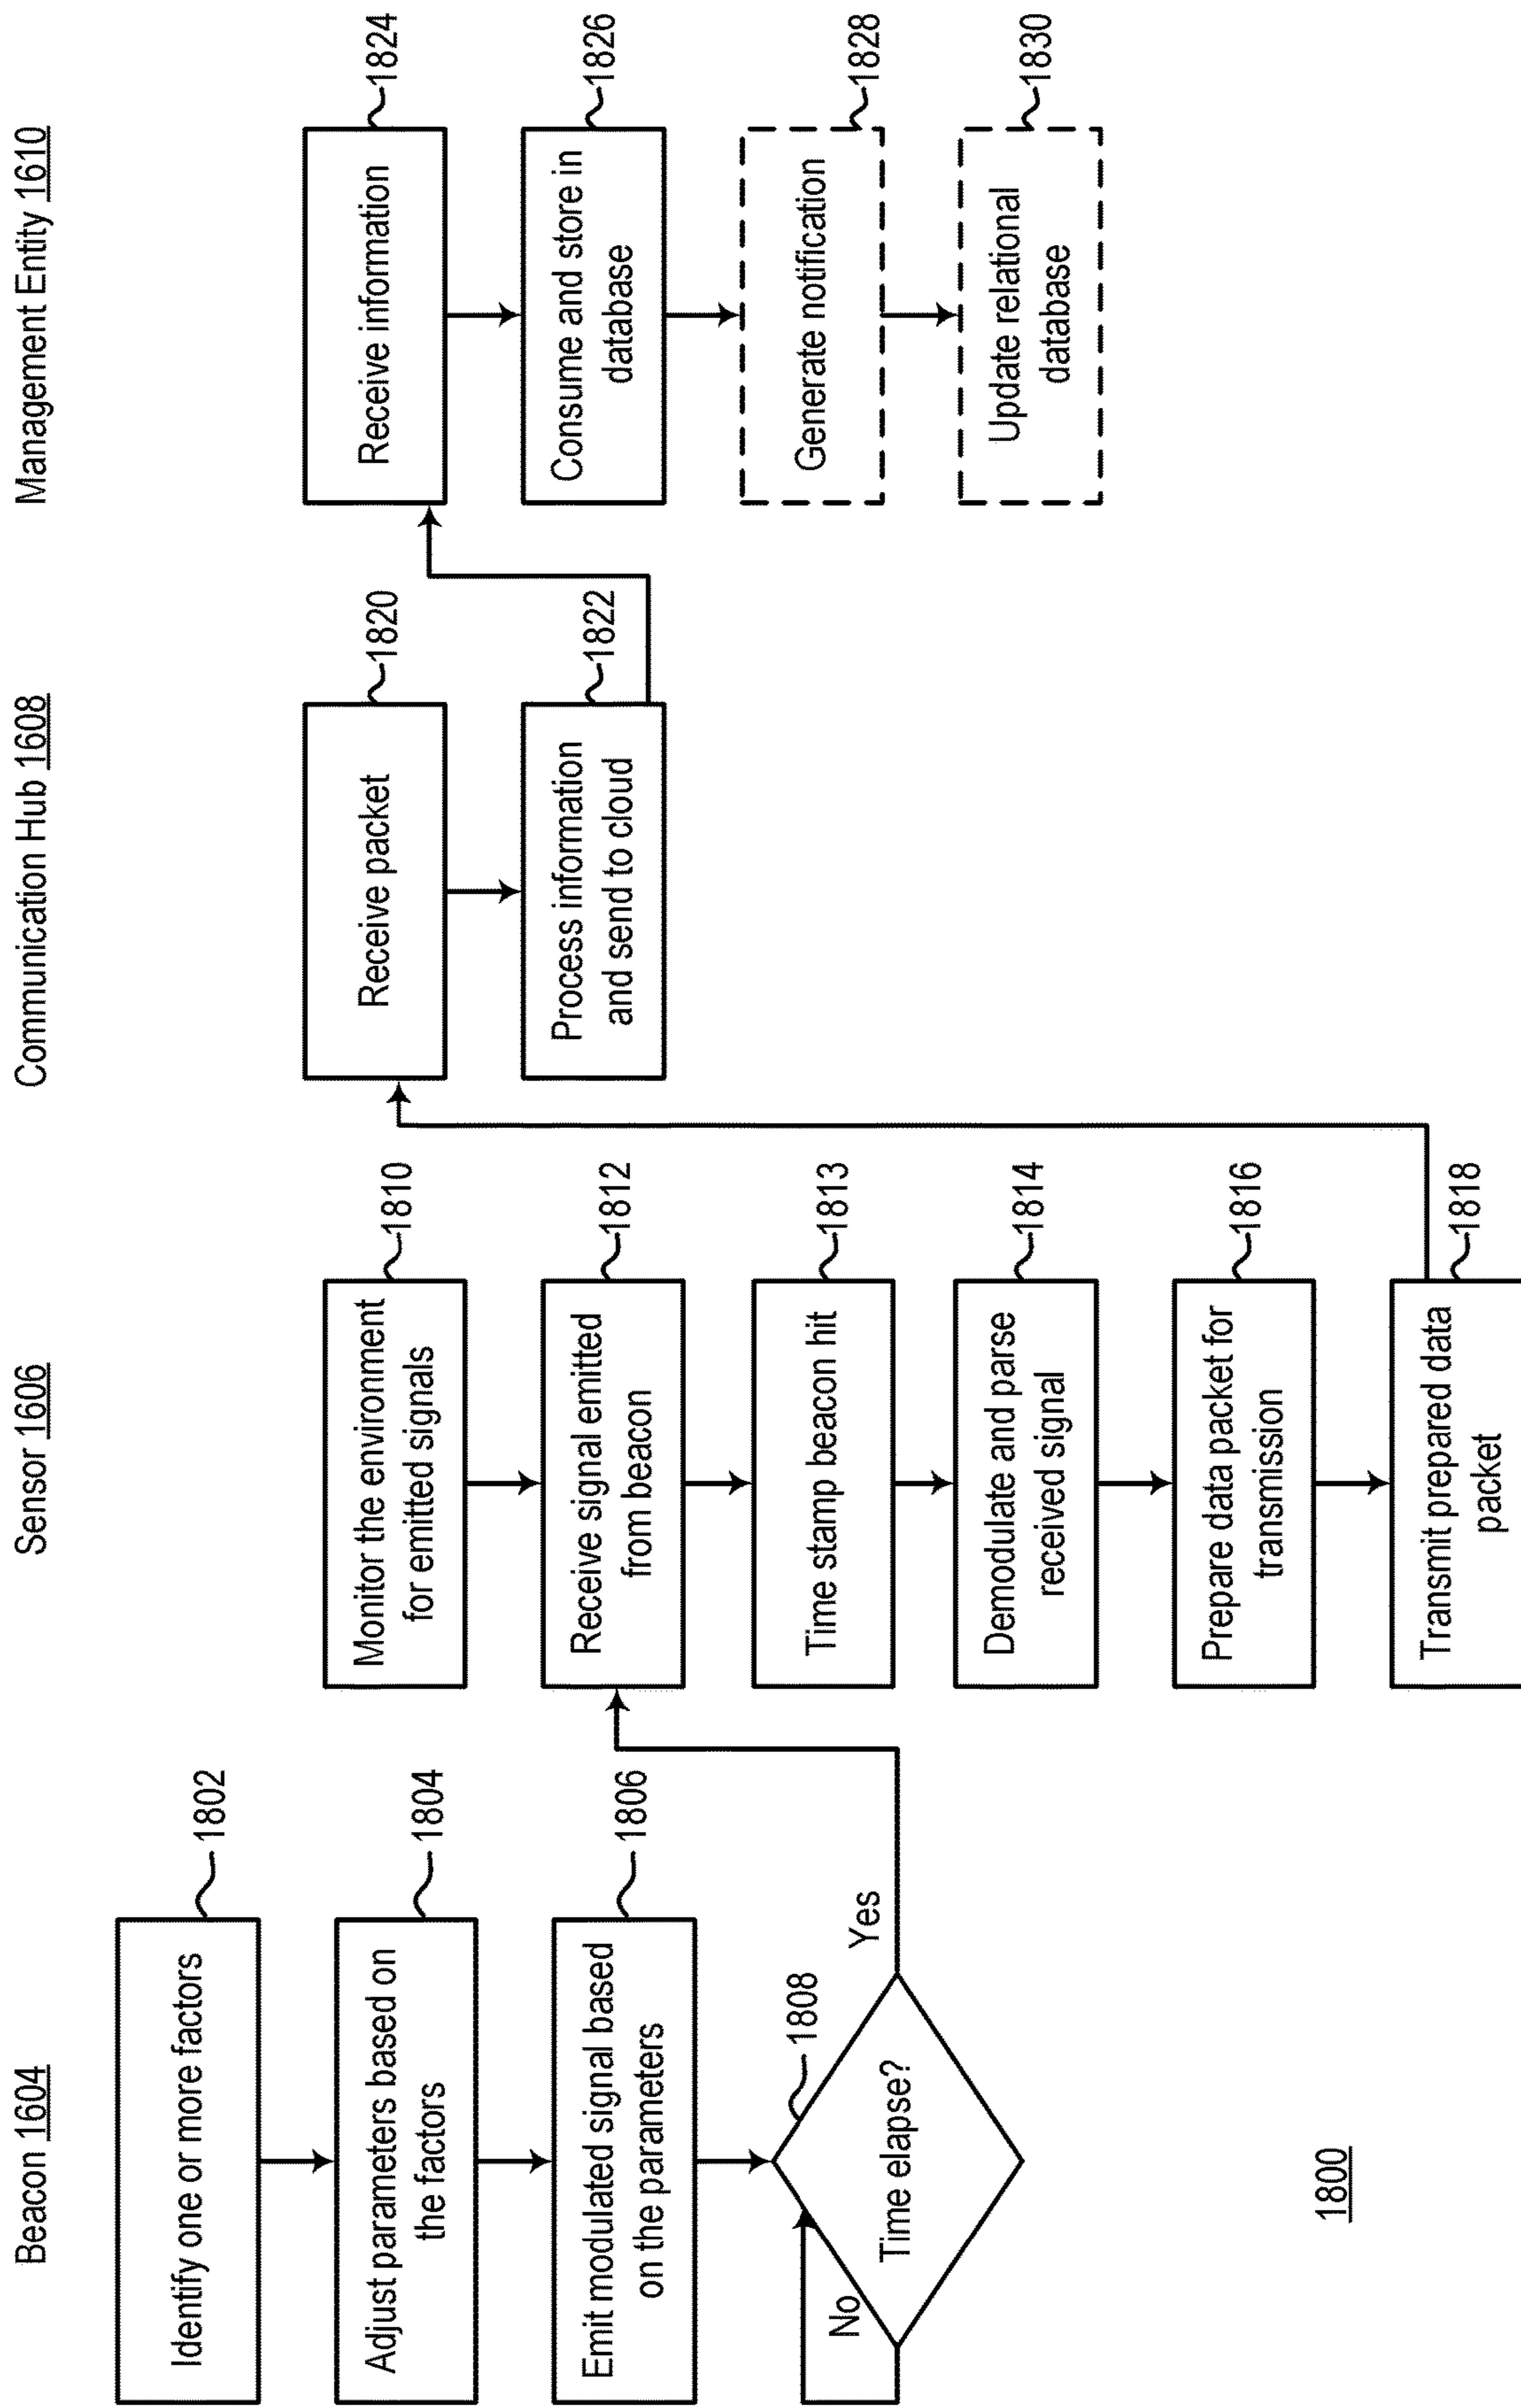 Beacon 1604
Identify one or more factors
1802
Adjust parameters based on
the factors
1804
Emit modulated signal based
on the parameters
1806
Time elapse?
1808
No
Yes
Sensor 1606
Monitor the environment
for emitted signals
1810
Receive signal emitted
from beacon
1812
Time stamp beacon hit
1813
Demodulate and parse
received signal
1814
Prepare data packet for
transmission
1816
Transmit prepared data
packet
1818
Communication Hub 1608
Receive packet
1820
Process information
and send to cloud
1822
Management Entity 1610
Receive information
1824
Consume and store in
database
1826
Generate notification
1828
Update relational
database
1830
1800